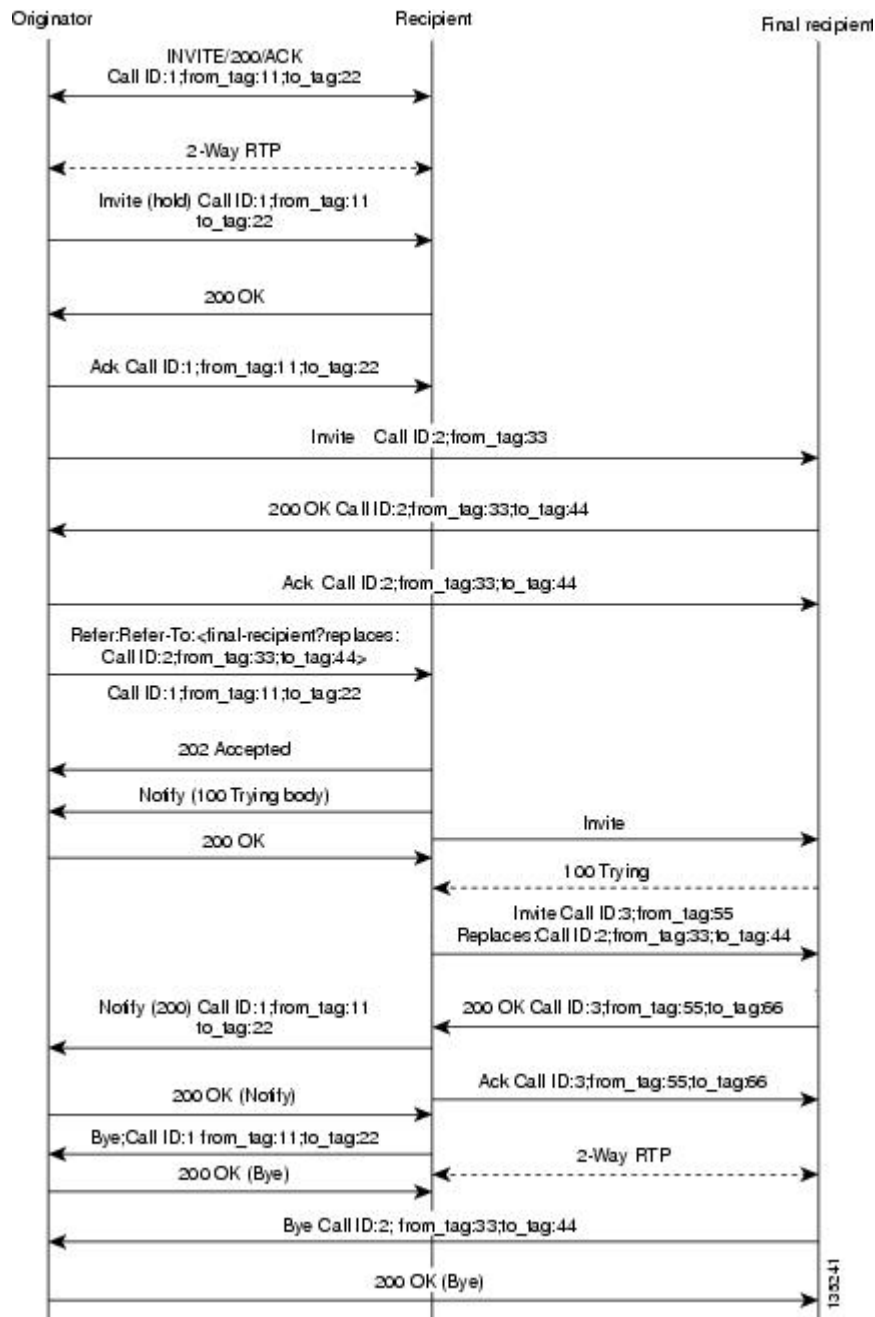 Originator
Recipient
Final recipient
INVITE/200/ACK
Call ID:1;from_tag:11;to_tag:22
2-Way RTP
Invite (hold) Call ID:1;from_tag:11
to_tag:22
200 OK
Ack Call ID:1;from_tag:11;to_tag:22
Invite Call ID:2;from_tag:33
200 OK Call ID:2;from_tag:33;to_tag:44
Ack Call ID:2;from_tag:33;to_tag:44
Refer:Refer-To:<final-recipient?replaces:
Call ID:2;from_tag:33;to_tag:44>
Call ID:1;from_tag:11;to_tag:22
202 Accepted
Notify (100 Trying body)
Invite
200 OK
100 Trying
Invite Call ID:3;from_tag:55
Replaces:Call ID:2;from_tag:33;to_tag:44
Notify (200) Call ID:1;from_tag:11
to_tag:22
200 OK Call ID:3;from_tag:55;to_tag:66
Ack Call ID:3;from_tag:55;to_tag:66
200 OK (Notify)
Bye;Call ID:1 from_tag:11;to_tag:22
2-Way RTP
200 OK (Bye)
Bye Call ID:2; from_tag:33;to_tag:44
200 OK (Bye)
135241